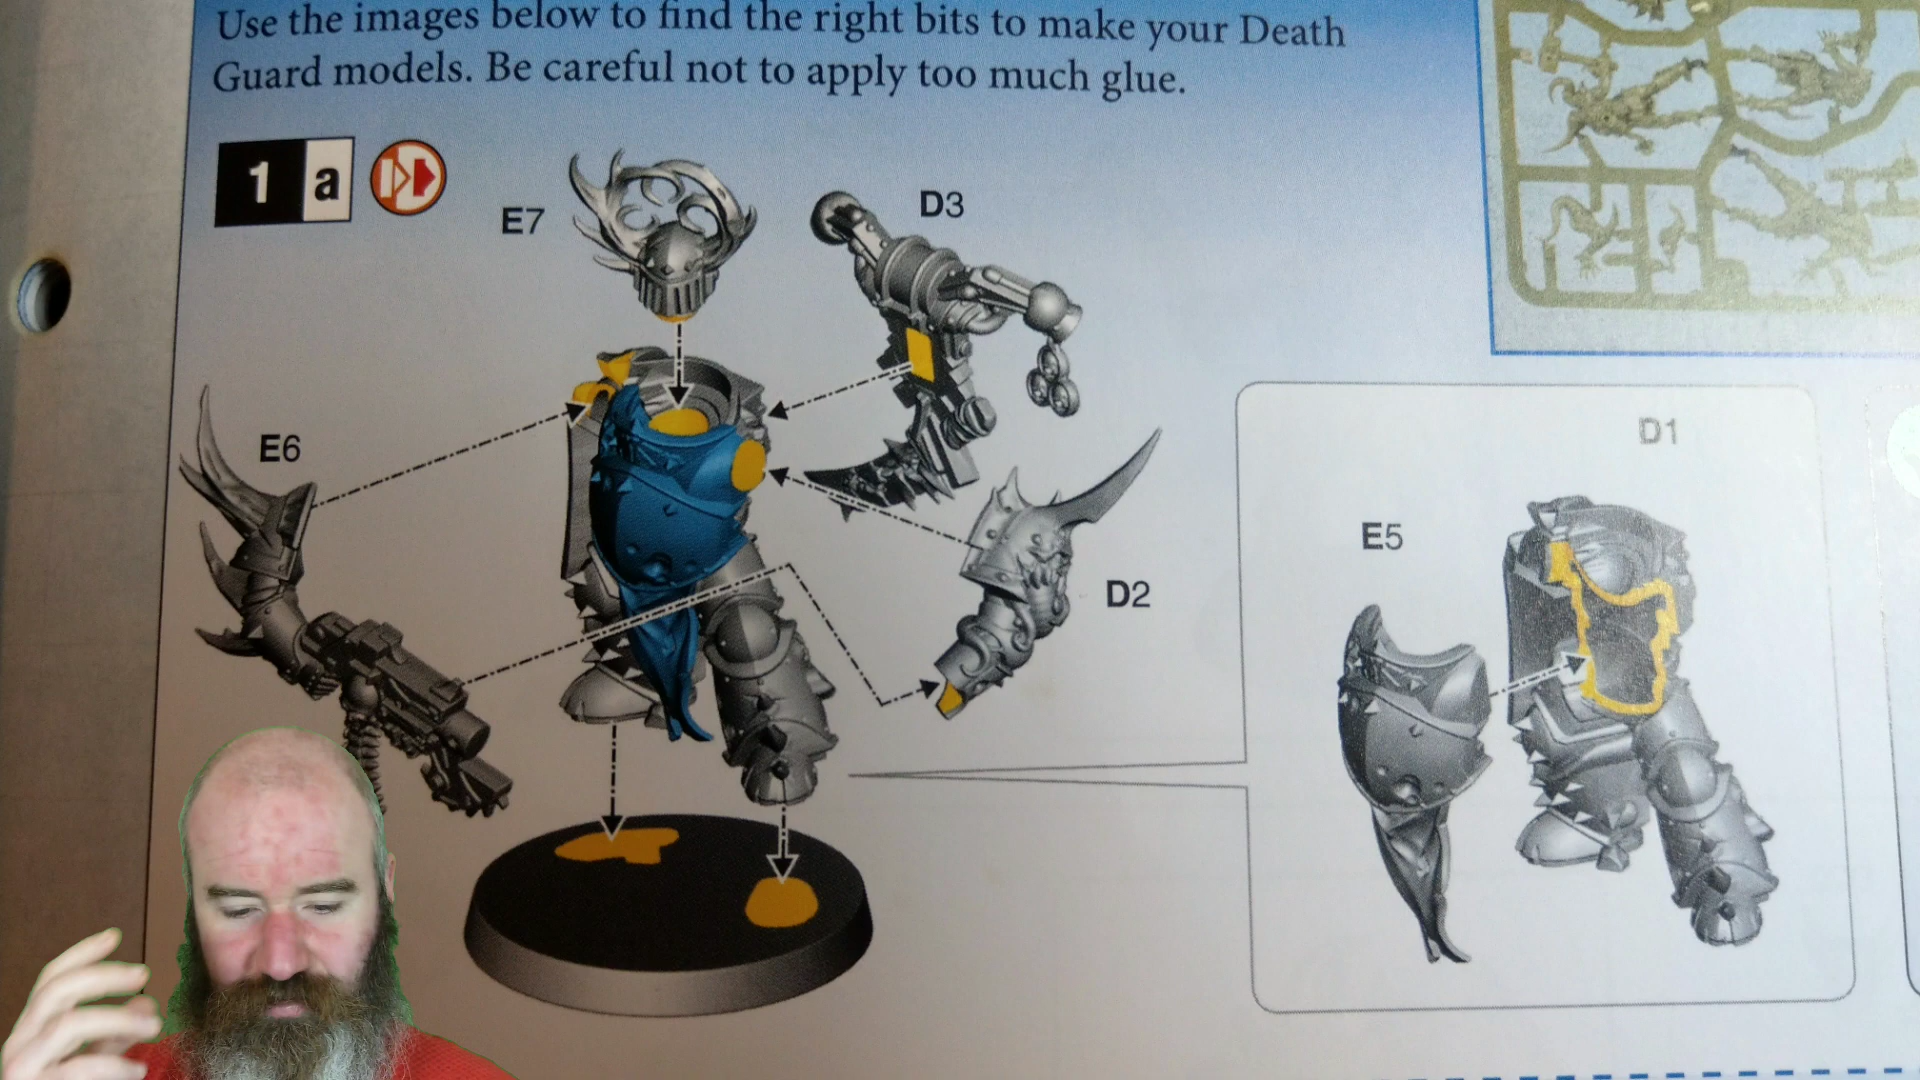 Use the images below to find the right bits to make your Death
Guard models. Be careful not to apply too much glue.
1 a
E7
D3
E6
D2
D1
E5